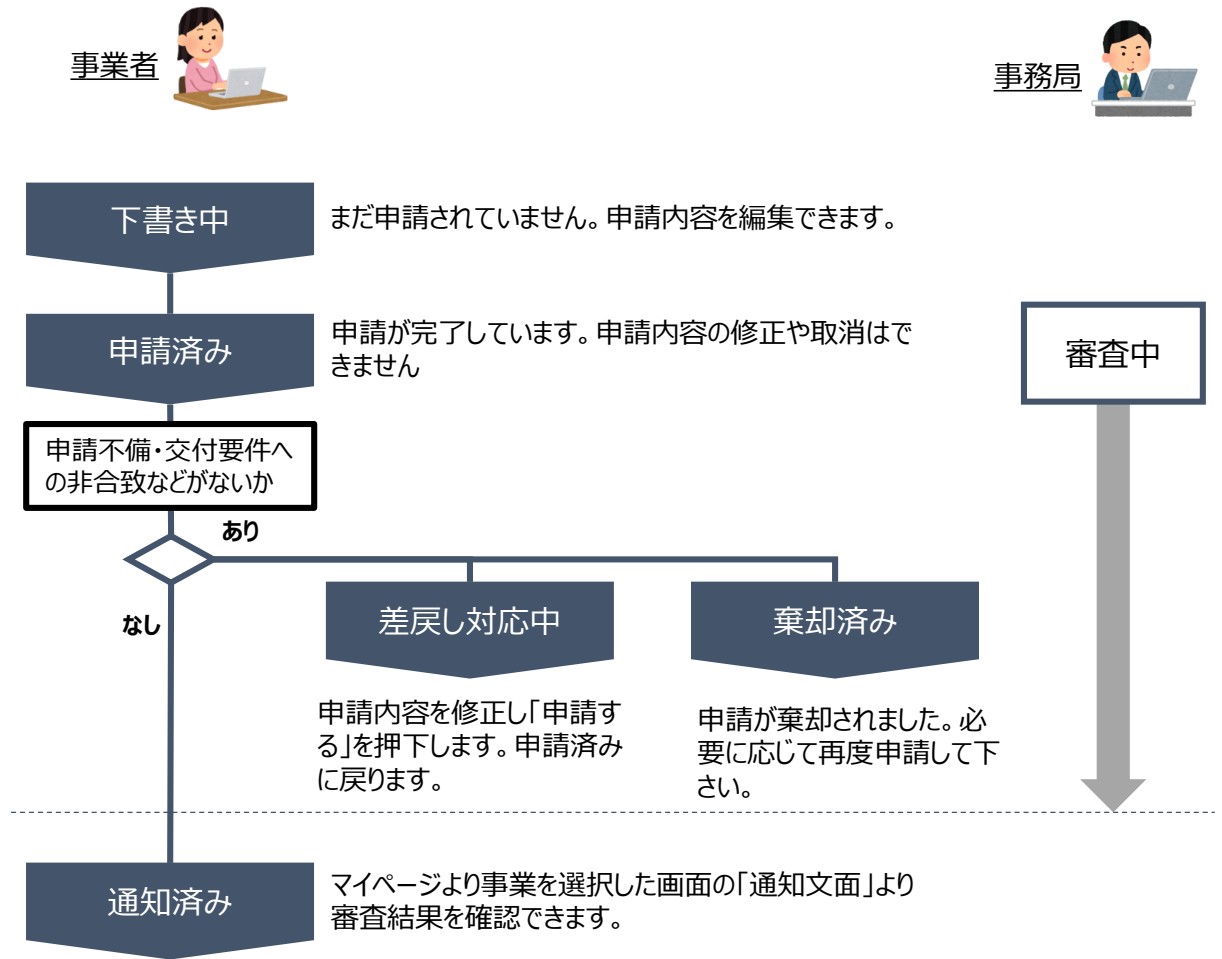 事業者
事務局
下書き中
まだ申請されていません。申請内容を編集できます。
申請済み
申請が完了しています。申請内容の修正や取消はで
きません
審査中
申請不備・交付要件へ
の非合致などがないか
あり
なし
差戻し対応中
棄却済み
申請内容を修正し「申請す
る」を押下します。申請済み
に戻ります。
申請が棄却されました。必
要に応じて再度申請して下
さい。
通知済み
マイページより事業を選択した画面の「通知文面」より
審査結果を確認できます。